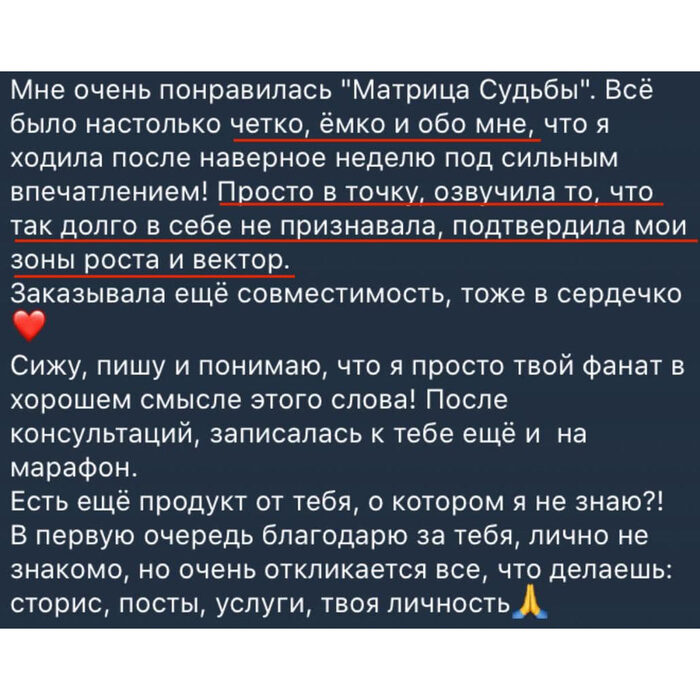 Мне очень понравилась "Матрица Судьбы". Всё
было настолько четко, ёмко и обо мне, что я
ходила после наверное неделю под сильным
впечатлением! Просто в точку, озвучила то, что
так долго в себе не признавала, подтвердила мои
зоны роста и вектор.
Заказывала ещё совместимость, тоже в сердечко
❤️
Сижу, пишу и понимаю, что я просто твой фанат в
хорошем смысле этого слова! После
консультаций, записалась к тебе ещё и на
марафон.
Есть ещё продукт от тебя, о котором я не знаю?!
В первую очередь благодарю за тебя, лично не
знакомо, но очень откликается все, что делаешь:
сторис, посты, услуги, твоя личность🙏